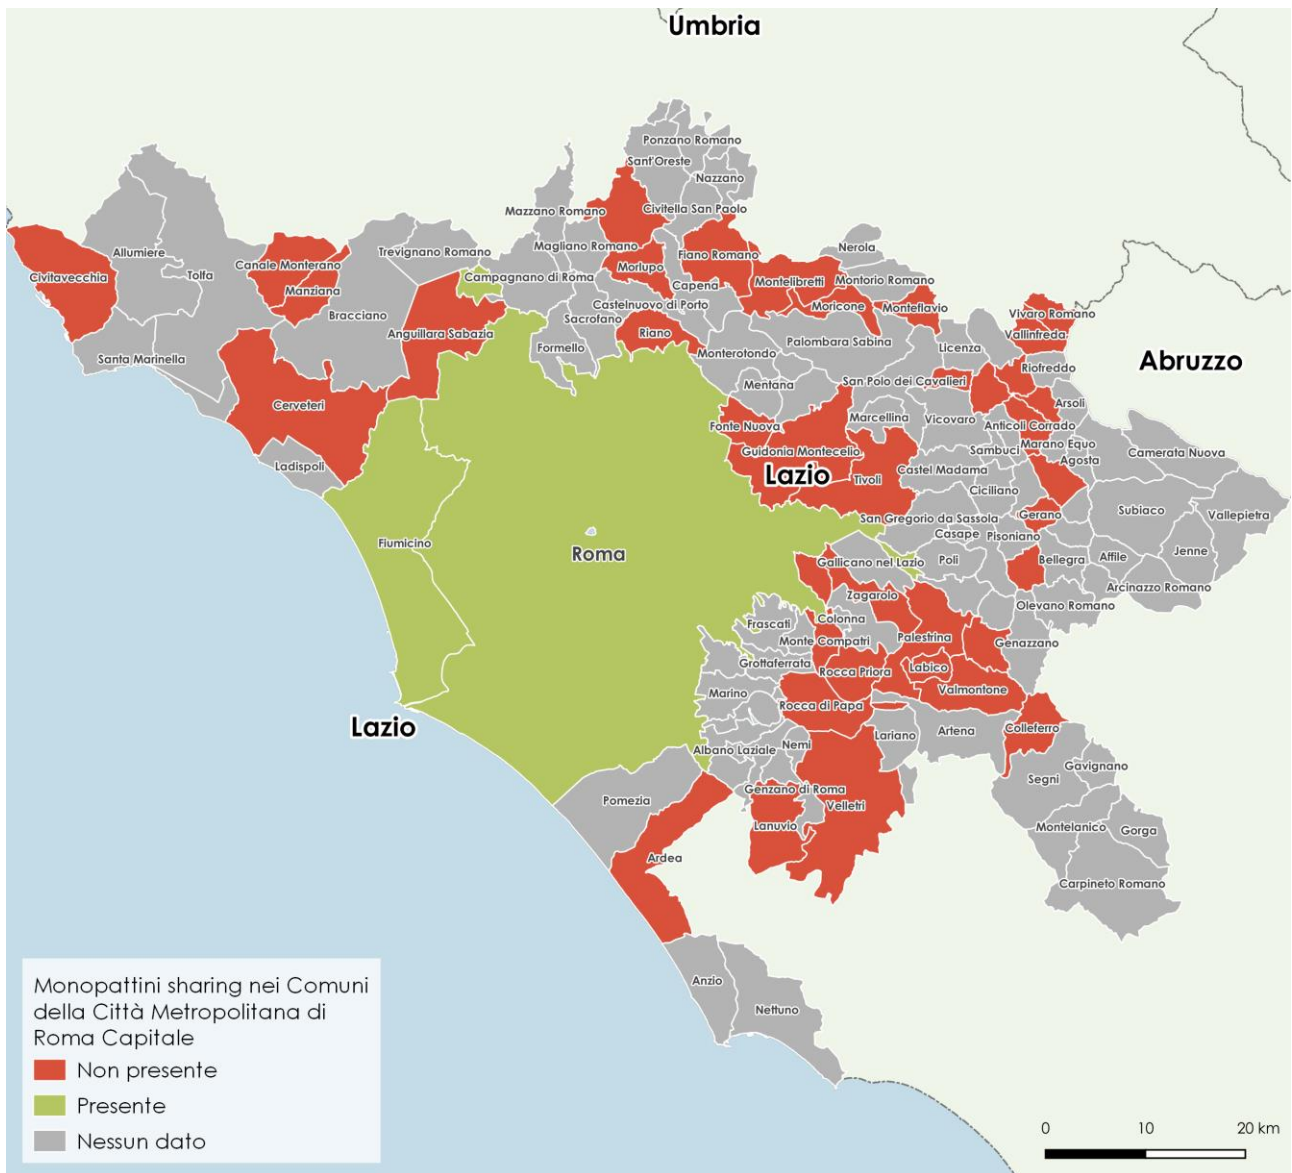 Umbria
Ponzano Romano
Sant'Oreste
Nazzano
Mazzano Romano
Civitella San Paolo
Allumiere
Trevignano Romano
Magliano Romano
Nerola
Canale Monterano
Fiano Romano
Civitavecchia
Tolfa
Campagnano di Roma
Morlupo
Capena
Montelibretti
Montorio Romano
Manziana
Moricone
Monteflavio
Vivaro Romano
Bracciano
Castelnuovo di Porto
Sacrofano
Anguillara Sabazia
Riano
Vallinfreda
Santa Marinella
Formello
Monterotondo
Palombara Sabina
Licenza
Abruzzo
Riofreddo
Mentana
San Polo dei Cavalieri
Cerveteri
Arsoli
Fonte Nuova
Marcellina
Vicovaro
Anticoli Corrado
Marano Equo
Guidonia Montecelio
Sambuci
Camerata Nuova
Agosta
Ladispoli
Lazio
Tivoli
Castel Madama
Ciciliano
Subiaco
Vallepietra
San Gregorio da Sassola
Gerano
Fiumicino
Roma
Casape
Pisoniano
Gallicano nel Lazio
Poli
Bellegra
Affile
Jenne
Arcinazzo Romano
Zagarolo
Olevano Romano
Frascati
Colonna
Monte Compatri
Palestrina
Genazzano
Grottaferrata
Rocca Priora
Labico
Marino
Valmontone
Rocca di Papa
Lazio
Colleferro
Lariano
Artena
Albano Laziale
Nemi
Gavignano
Segni
Genzano di Roma
Velletri
Pomezia
Lanuvio
Montelanico
Gorga
Ardea
Carpineto Romano
Anzio
Nettuno
Monopattini sharing nei Comuni
della Città Metropolitana di
Roma Capitale
Non presente
Presente
Nessun dato
0 10 20 km